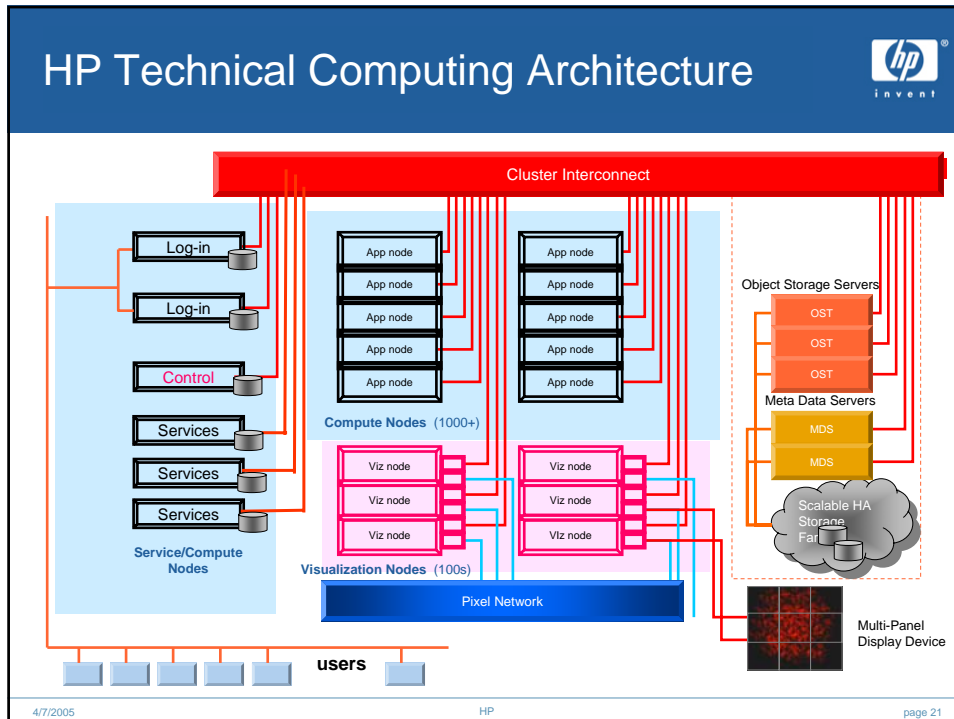 HP Technical Computing Architecture
hp
®
invent
Cluster Interconnect
Log-in
Log-in
Control
Services
Services
Services
Service/Compute
Nodes
App node
App node
App node
App node
App node
App node
App node
App node
App node
App node
Compute Nodes (1000+)
Viz node
Viz node
Viz node
Viz node
Viz node
Viz node
Visualization Nodes (100s)
Pixel Network
Object Storage Servers
OST
OST
OST
Meta Data Servers
MDS
MDS
Scalable HA
Storage
Multi-Panel
Display Device
users
4/7/2005
HP
page 21